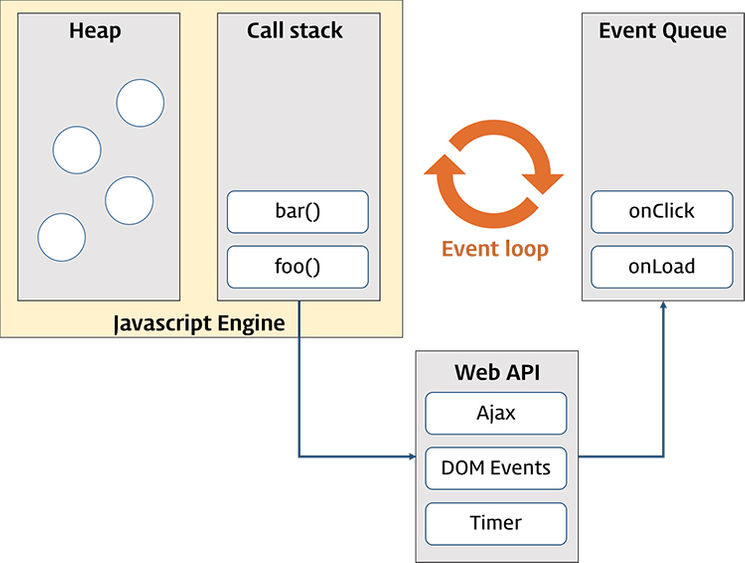 Heap
Call stack
bar()
foo()
Javascript Engine
Event loop
Event Queue
onClick
onLoad
Web API
Ajax
DOM Events
Timer